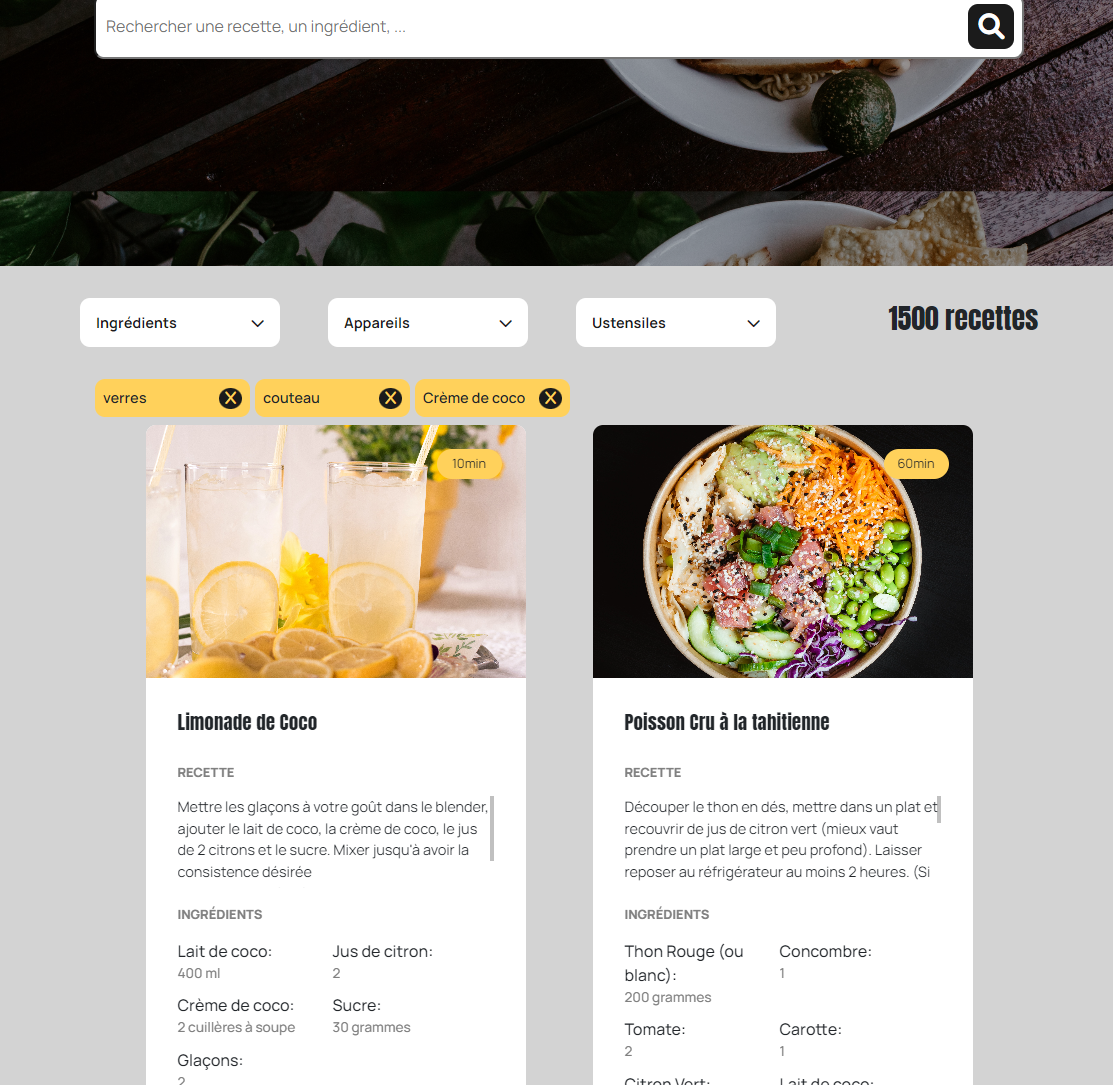 Rechercher une recette, un ingrédient, ...
Ingrédients
Appareils
Ustensiles
1500 recettes
verres X
couteau X
Crème de coco X
10min
Limonade de Coco
RECETTE
Mettre les glaçons à votre goût dans le blender,
ajouter le lait de coco, la crème de coco, le jus
de 2 citrons et le sucre. Mixer jusqu'à avoir la
consistence désirée
INGRÉDIENTS
Lait de coco:
400 ml
Jus de citron:
2
Crème de coco:
2 cuillères à soupe
Sucre:
30 grammes
Glaçons:
2
60min
Poisson Cru à la tahitienne
RECETTE
Découper le thon en dés, mettre dans un plat et
recouvrir de jus de citron vert (mieux vaut
prendre un plat large et peu profond). Laisser
reposer au réfrigérateur au moins 2 heures. (Si
INGRÉDIENTS
Thon Rouge (ou
blanc):
200 grammes
Concombre:
1
Tomate:
2
Carotte:
1
Citron Vert:
Lait de coco: